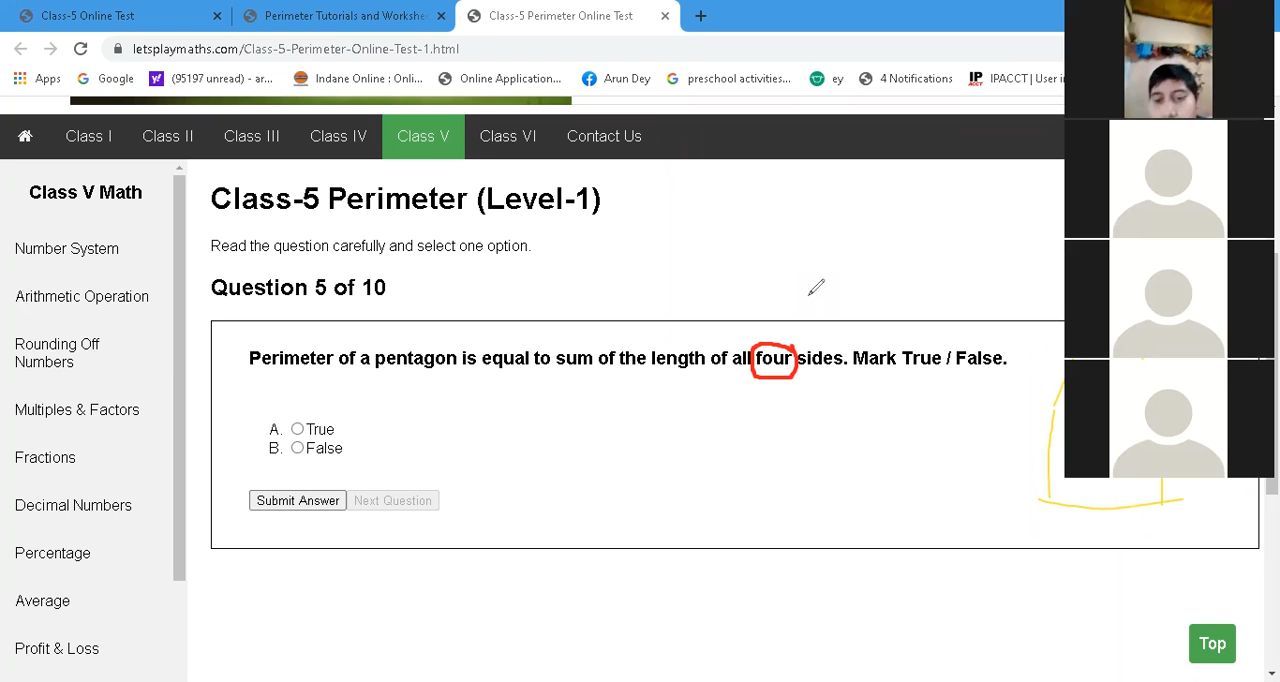 Class-5 Online Test
Perimeter Tutorials and Workshe
Class-5 Perimeter Online Test
letsplaymaths.com/Class-5-Perimeter-Online-Test-1.html
Apps Google (95197 unread) - ar... Indane Online : Onli... Online Application... Arun Dey preschool activities... ey 4 Notifications IPACCT | User in
Class I Class II Class III Class IV Class V Class VI Contact Us
Class V Math
Number System
Arithmetic Operation
Rounding Off
Numbers
Multiples & Factors
Fractions
Decimal Numbers
Percentage
Average
Profit & Loss
Class-5 Perimeter (Level-1)
Read the question carefully and select one option.
Question 5 of 10
Perimeter of a pentagon is equal to sum of the length of all four sides. Mark True / False.
A. True
B. False
Submit Answer Next Question
Top